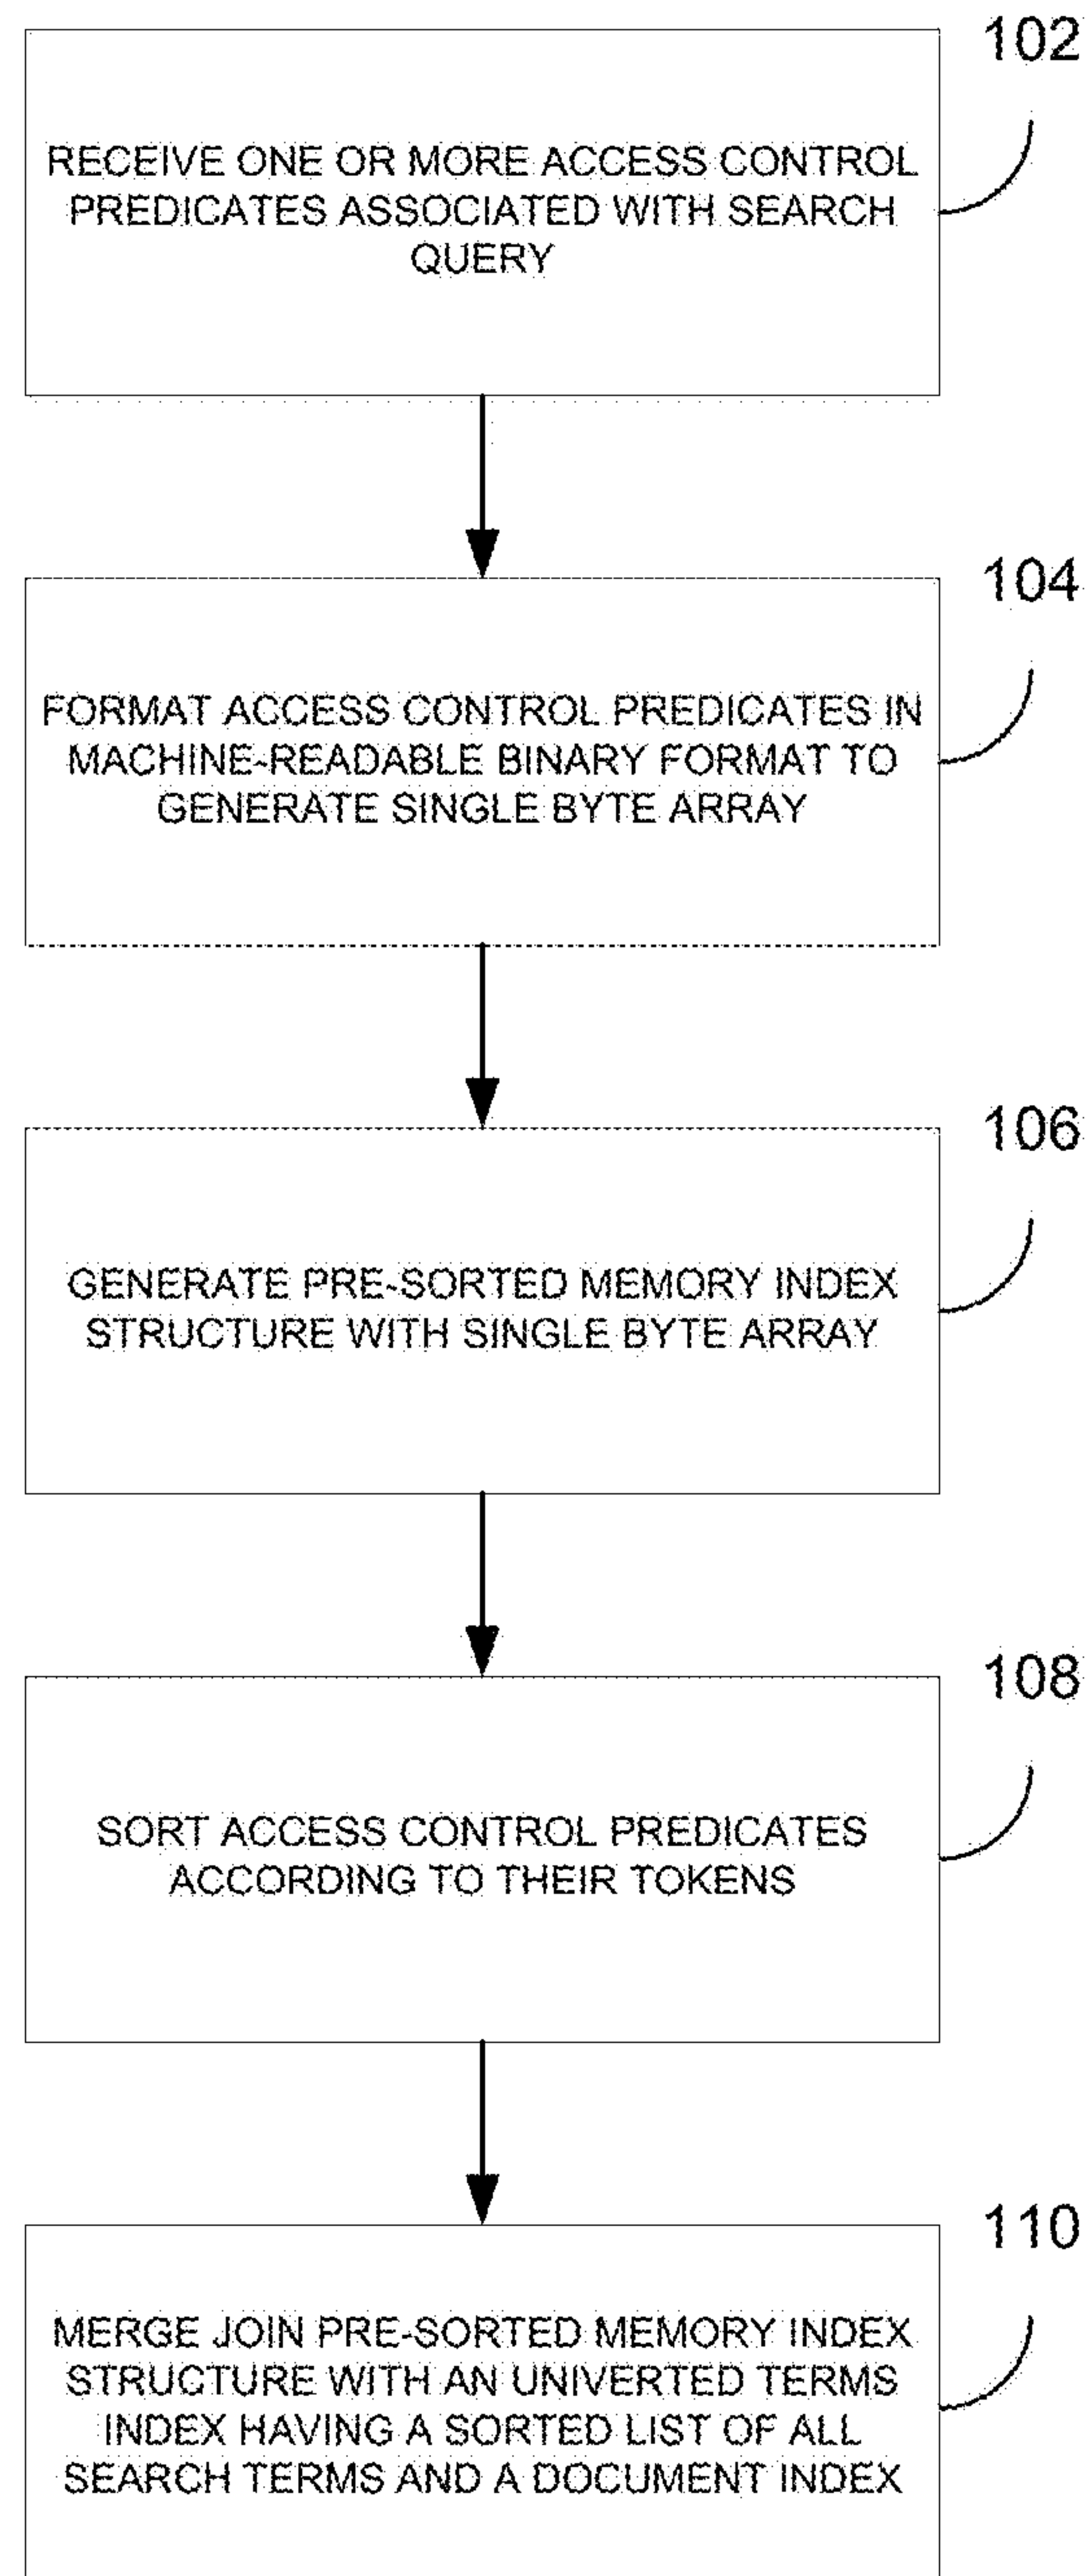 102
RECEIVE ONE OR MORE ACCESS CONTROL
PREDICATES ASSOCIATED WITH SEARCH
QUERY
104
FORMAT ACCESS CONTROL PREDICATES IN
MACHINE-READABLE BINARY FORMAT TO
GENERATE SINGLE BYTE ARRAY
106
GENERATE PRE-SORTED MEMORY INDEX
STRUCTURE WITH SINGLE BYTE ARRAY
108
SORT ACCESS CONTROL PREDICATES
ACCORDING TO THEIR TOKENS
110
MERGE JOIN PRE-SORTED MEMORY INDEX
STRUCTURE WITH AN UNIVERTED TERMS
INDEX HAVING A SORTED LIST OF ALL
SEARCH TERMS AND A DOCUMENT INDEX